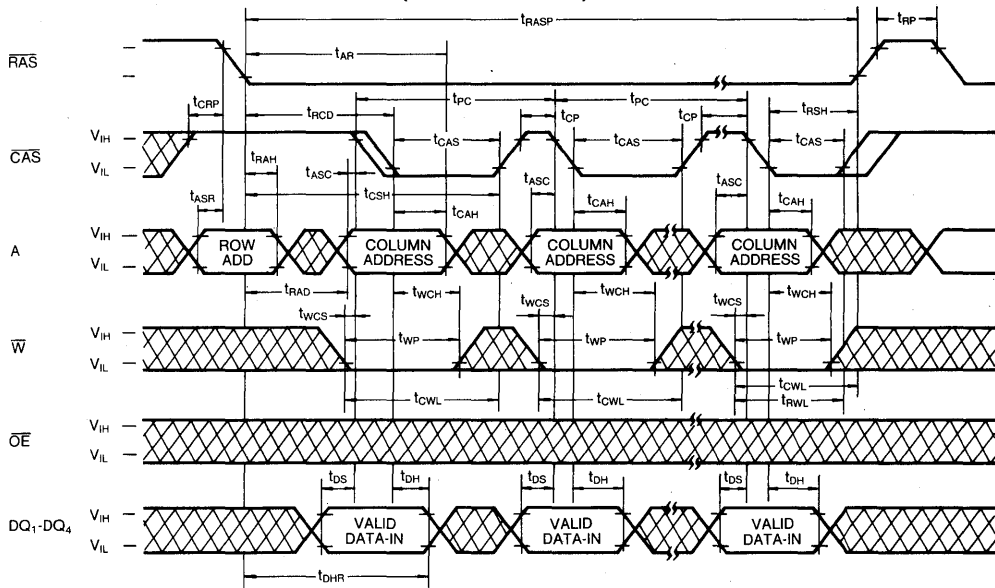 tRASP
tRP
tAR
RAS
tCRP
tRCD
tPC
tPC
tRSH
tCP
tCP
CAS
VIH
VIL
tCAS
tCAS
tCAS
tRAH
tASC
tCSH
tASC
tASC
tASR
tCAH
tCAH
tCAH
A
VIH
VIL
ROW ADD
COLUMN ADDRESS
COLUMN ADDRESS
COLUMN ADDRESS
tRAD
tWCH
tWCH
tWCH
tWCS
tWCS
tWCS
W
VIH
VIL
tWP
tWP
tWP
tCWL
tCWL
tCWL
tRWL
OE
VIH
VIL
tDS
tDH
tDS
tDH
tDS
tDH
DQ1-DQ4
VIH
VIL
VALID DATA-IN
VALID DATA-IN
VALID DATA-IN
tDHR